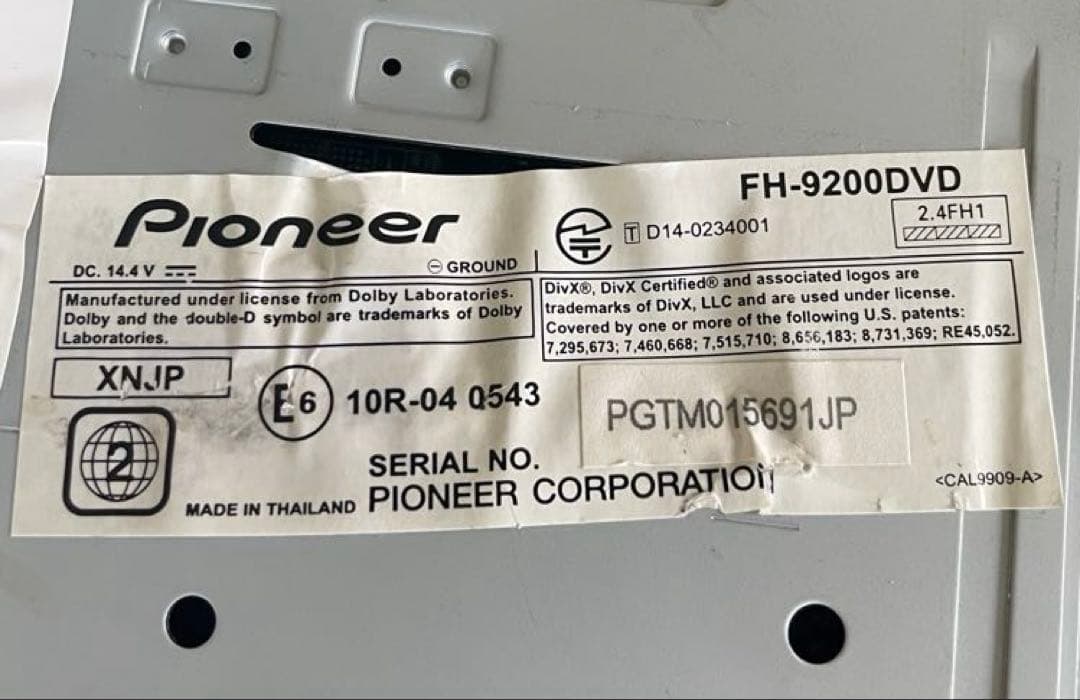 FH-9200DVD
Pioneer
T D14-0234001
2.4FH1
DC. 14.4 V
⊖ GROUND
Manufactured under license from Dolby Laboratories.
Dolby and the double-D symbol are trademarks of Dolby
Laboratories.
DivX®, DivX Certified® and associated logos are
trademarks of DivX, LLC and are used under license.
Covered by one or more of the following U.S. patents:
7,295,673; 7,460,668; 7,515,710; 8,656,183; 8,731,369; RE45,052.
XNJP
E6 10R-04 0543
PGTM015691JP
2
SERIAL NO.
MADE IN THAILAND PIONEER CORPORATION
<CAL9909-A>